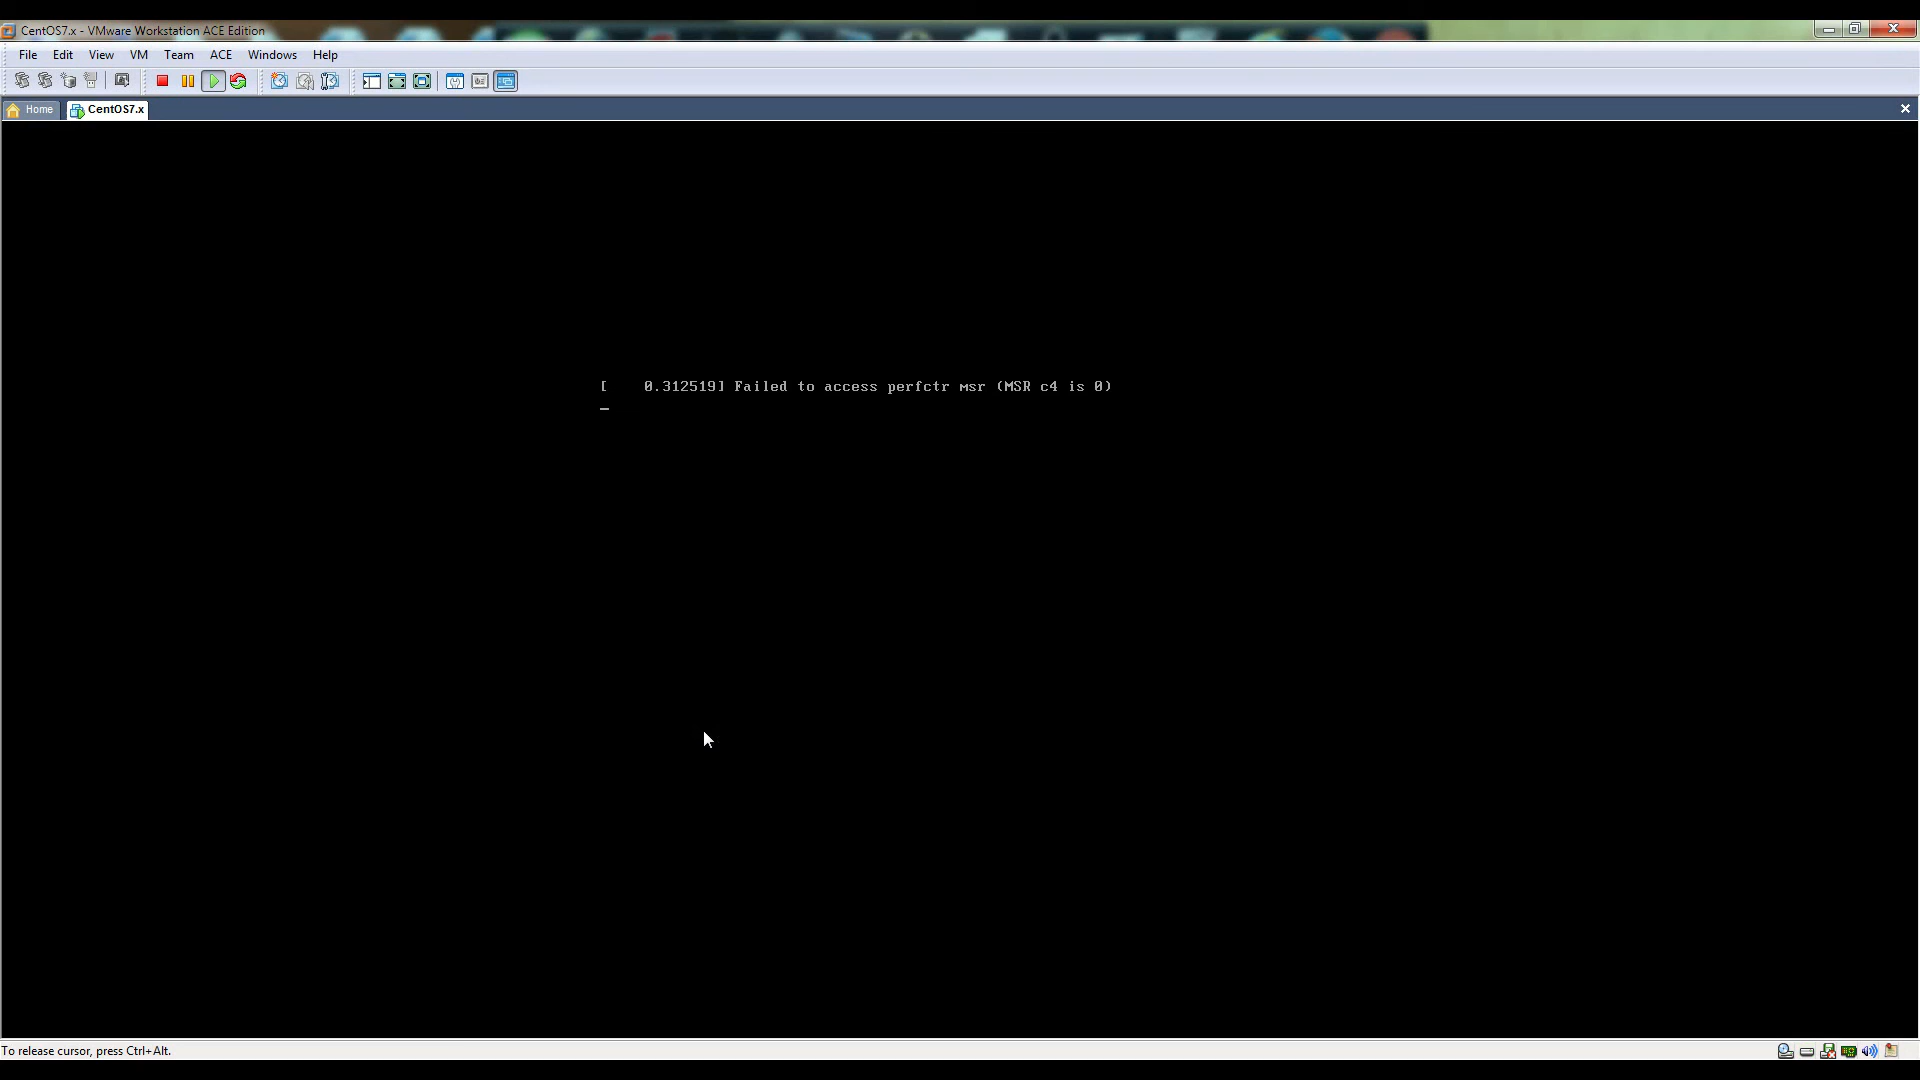 CentOS7.x - VMware Workstation ACE Edition
File Edit View VM Team ACE Windows Help
Home CentOS7.x
[    0.312519] Failed to access perfctr msr (MSR c4 is 0)
To release cursor, press Ctrl+Alt.